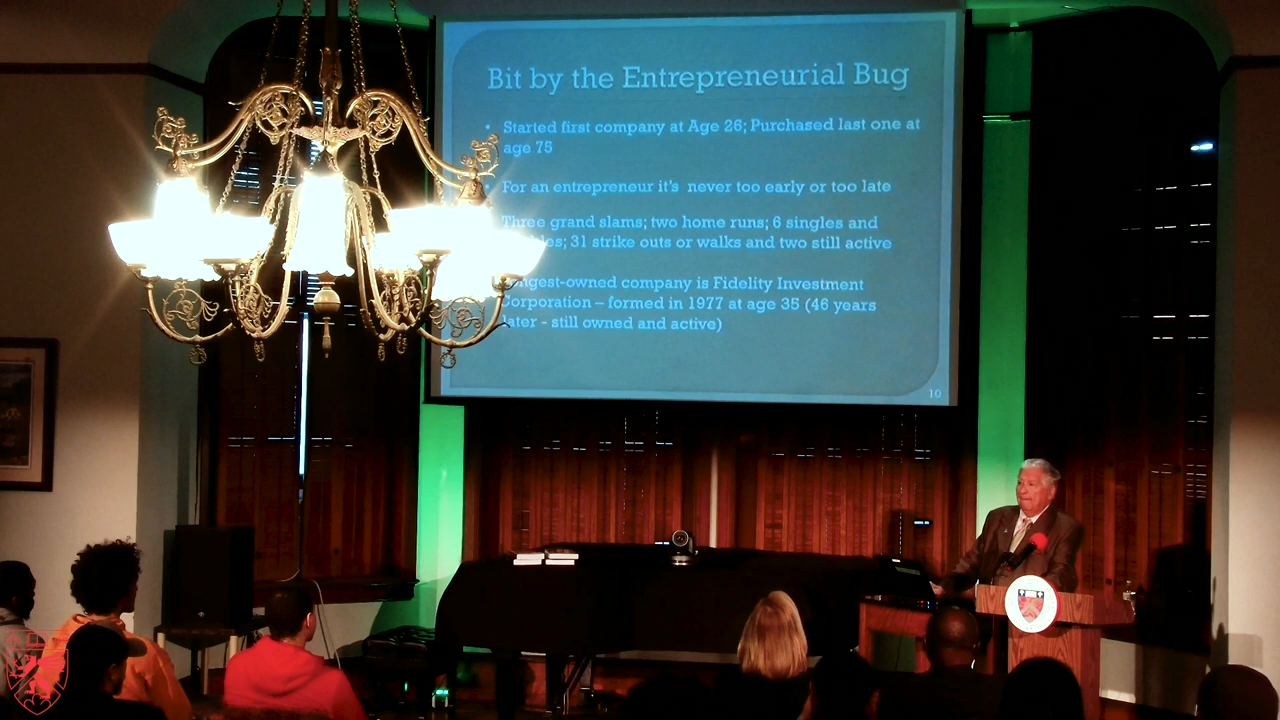 Bit by the Entrepreneurial Bug
• Started first company at Age 26; Purchased last one at
age 75
For an entrepreneur it's never too early or too late
Three grand slams; two home runs; 6 singles and
31 strike outs or walks and two still active
Longest-owned company is Fidelity Investment
Corporation – formed in 1977 at age 35 (46 years
later - still owned and active)
10